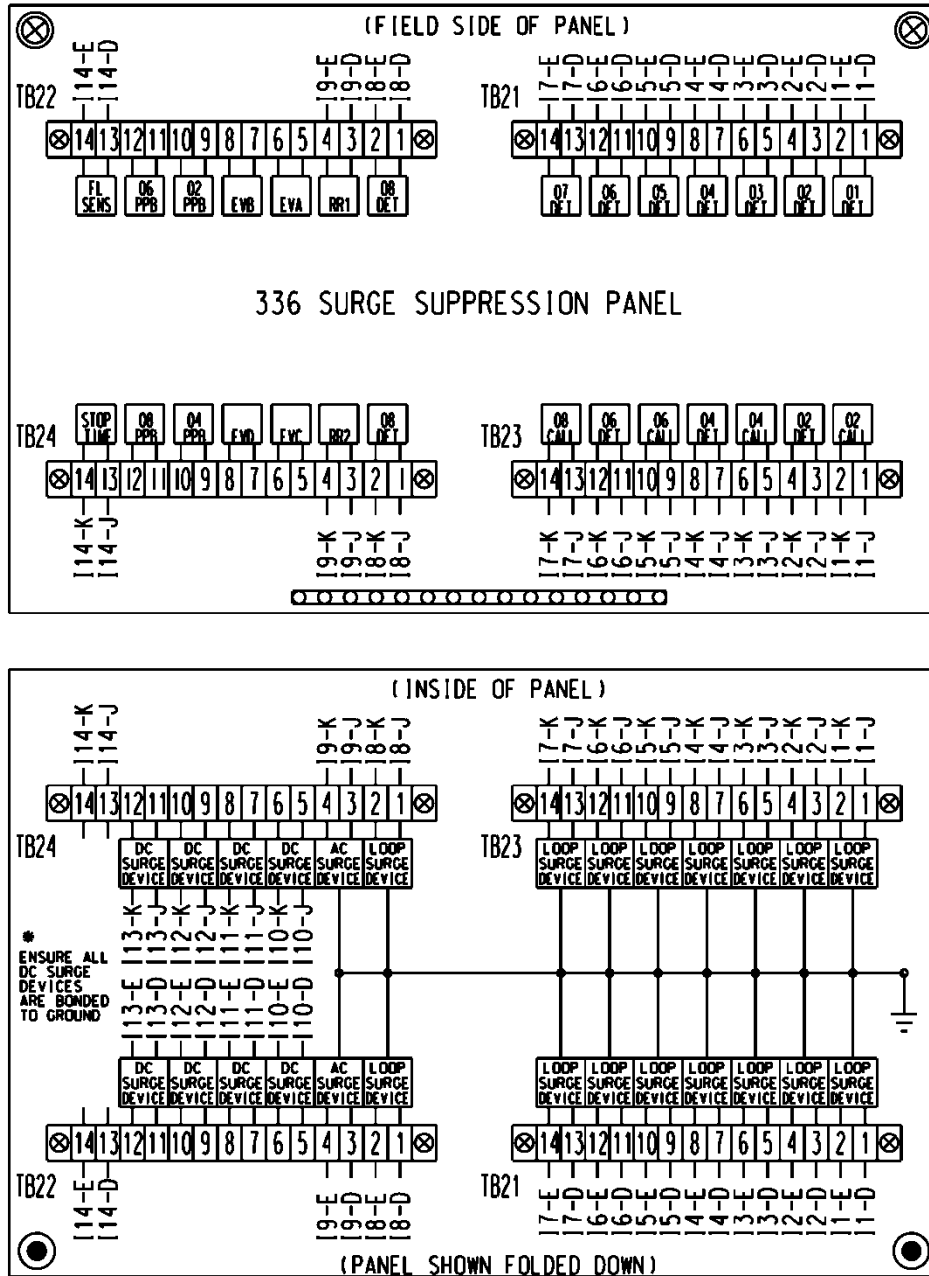 (FIELD SIDE OF PANEL)
I14-E I14-D I9-E I9-D I8-E I8-D I7-E I7-D I6-E I6-D I5-E I5-D I4-E I4-D I3-E I3-D I2-E I2-D I1-E I1-D
TB22 TB21
14 13 12 11 10 9 8 7 6 5 4 3 2 1 14 13 12 11 10 9 8 7 6 5 4 3 2 1
FL 06 02 08 07 06 05 04 03 02 01
SENS PPB PPB EVB EVA RR1 DET DET DET DET DET DET DET DET
336 SURGE SUPPRESSION PANEL
STOP 08 04 08 08 06 06 04 04 02 02
TIME PPB PPB EVD EVC RR2 DET CALL DET CALL DET CALL DET CALL
TB24 TB23
14 13 12 11 10 9 8 7 6 5 4 3 2 1 14 13 12 11 10 9 8 7 6 5 4 3 2 1
I14-K I14-J I9-K I9-J I8-K I8-J I7-K I7-J I6-K I6-J I5-K I5-J I4-K I4-J I3-K I3-J I2-K I2-J I1-K I1-J
(INSIDE OF PANEL)
I14-K I14-J I9-K I9-J I8-K I8-J I7-K I7-J I6-K I6-J I5-K I5-J I4-K I4-J I3-K I3-J I2-K I2-J I1-K I1-J
14 13 12 11 10 9 8 7 6 5 4 3 2 1 14 13 12 11 10 9 8 7 6 5 4 3 2 1
TB24 TB23
DC DC DC DC AC LOOP LOOP LOOP LOOP LOOP LOOP LOOP LOOP
SURGE SURGE SURGE SURGE SURGE SURGE SURGE SURGE SURGE SURGE SURGE SURGE SURGE
DEVICE DEVICE DEVICE DEVICE DEVICE DEVICE DEVICE DEVICE DEVICE DEVICE DEVICE DEVICE DEVICE
I13-K I13-J I12-K I12-J I11-K I11-J I10-K I10-J
*
ENSURE ALL
DC SURGE
DEVICES
ARE BONDED
TO GROUND
I13-E I13-D I12-E I12-D I11-E I11-D I10-E I10-D
DC DC DC DC AC LOOP LOOP LOOP LOOP LOOP LOOP LOOP LOOP
SURGE SURGE SURGE SURGE SURGE SURGE SURGE SURGE SURGE SURGE SURGE SURGE SURGE
DEVICE DEVICE DEVICE DEVICE DEVICE DEVICE DEVICE DEVICE DEVICE DEVICE DEVICE DEVICE DEVICE
14 13 12 11 10 9 8 7 6 5 4 3 2 1 14 13 12 11 10 9 8 7 6 5 4 3 2 1
TB22 TB21
I14-E I14-D I9-E I9-D I8-E I8-D I7-E I7-D I6-E I6-D I5-E I5-D I4-E I4-D I3-E I3-D I2-E I2-D I1-E I1-D
(PANEL SHOWN FOLDED DOWN)